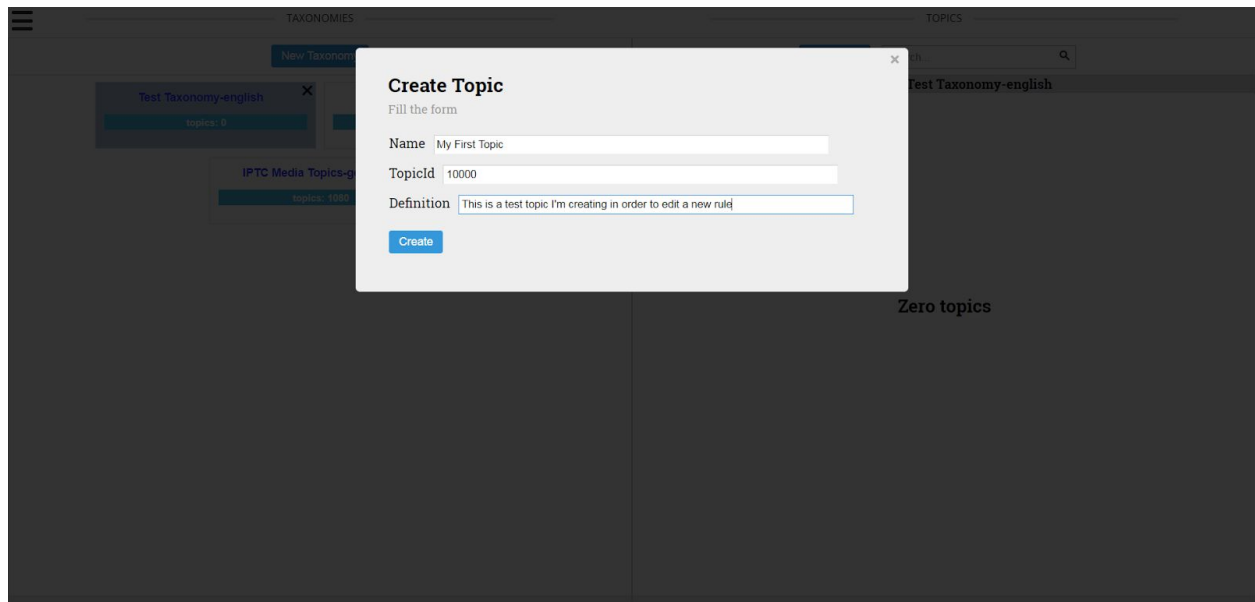 TAXONOMIES
TOPICS
New Taxonom
ch...
Test Taxonomy-english
topics: 0
IPTC Media Topics-g
topics: 1080
×
Create Topic
Fill the form
Name My First Topic
TopicId 10000
Definition This is a test topic I'm creating in order to edit a new rule
Create
Test Taxonomy-english
Zero topics